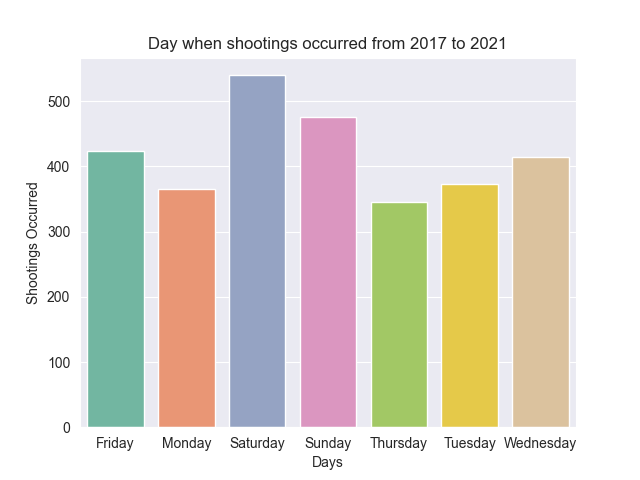 Day when shootings occurred from 2017 to 2021
Shootings Occurred
500
400
300
200
100
0
Friday Monday Saturday Sunday Thursday Tuesday Wednesday
Days